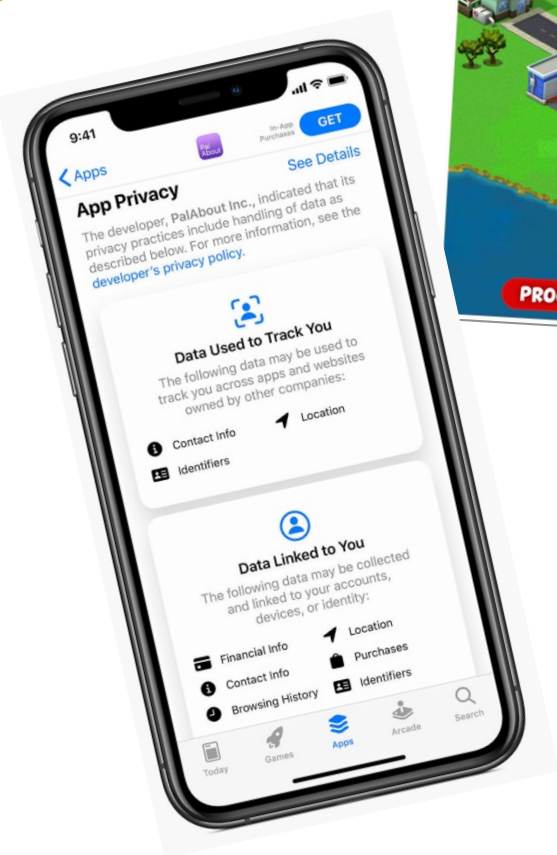 9:41
Apps
Pal
About
In-App
Purchases
GET
App Privacy
See Details
The developer, PalAbout Inc., indicated that its
privacy practices include handling of data as
described below. For more information, see the
developer's privacy policy.
Data Used to Track You
The following data may be used to
track you across apps and websites
owned by other companies:
Contact Info
Location
Identifiers
Data Linked to You
The following data may be collected
and linked to your accounts,
devices, or identity:
Financial Info
Location
Contact Info
Purchases
Browsing History
Identifiers
Today
Games
Apps
Arcade
Search